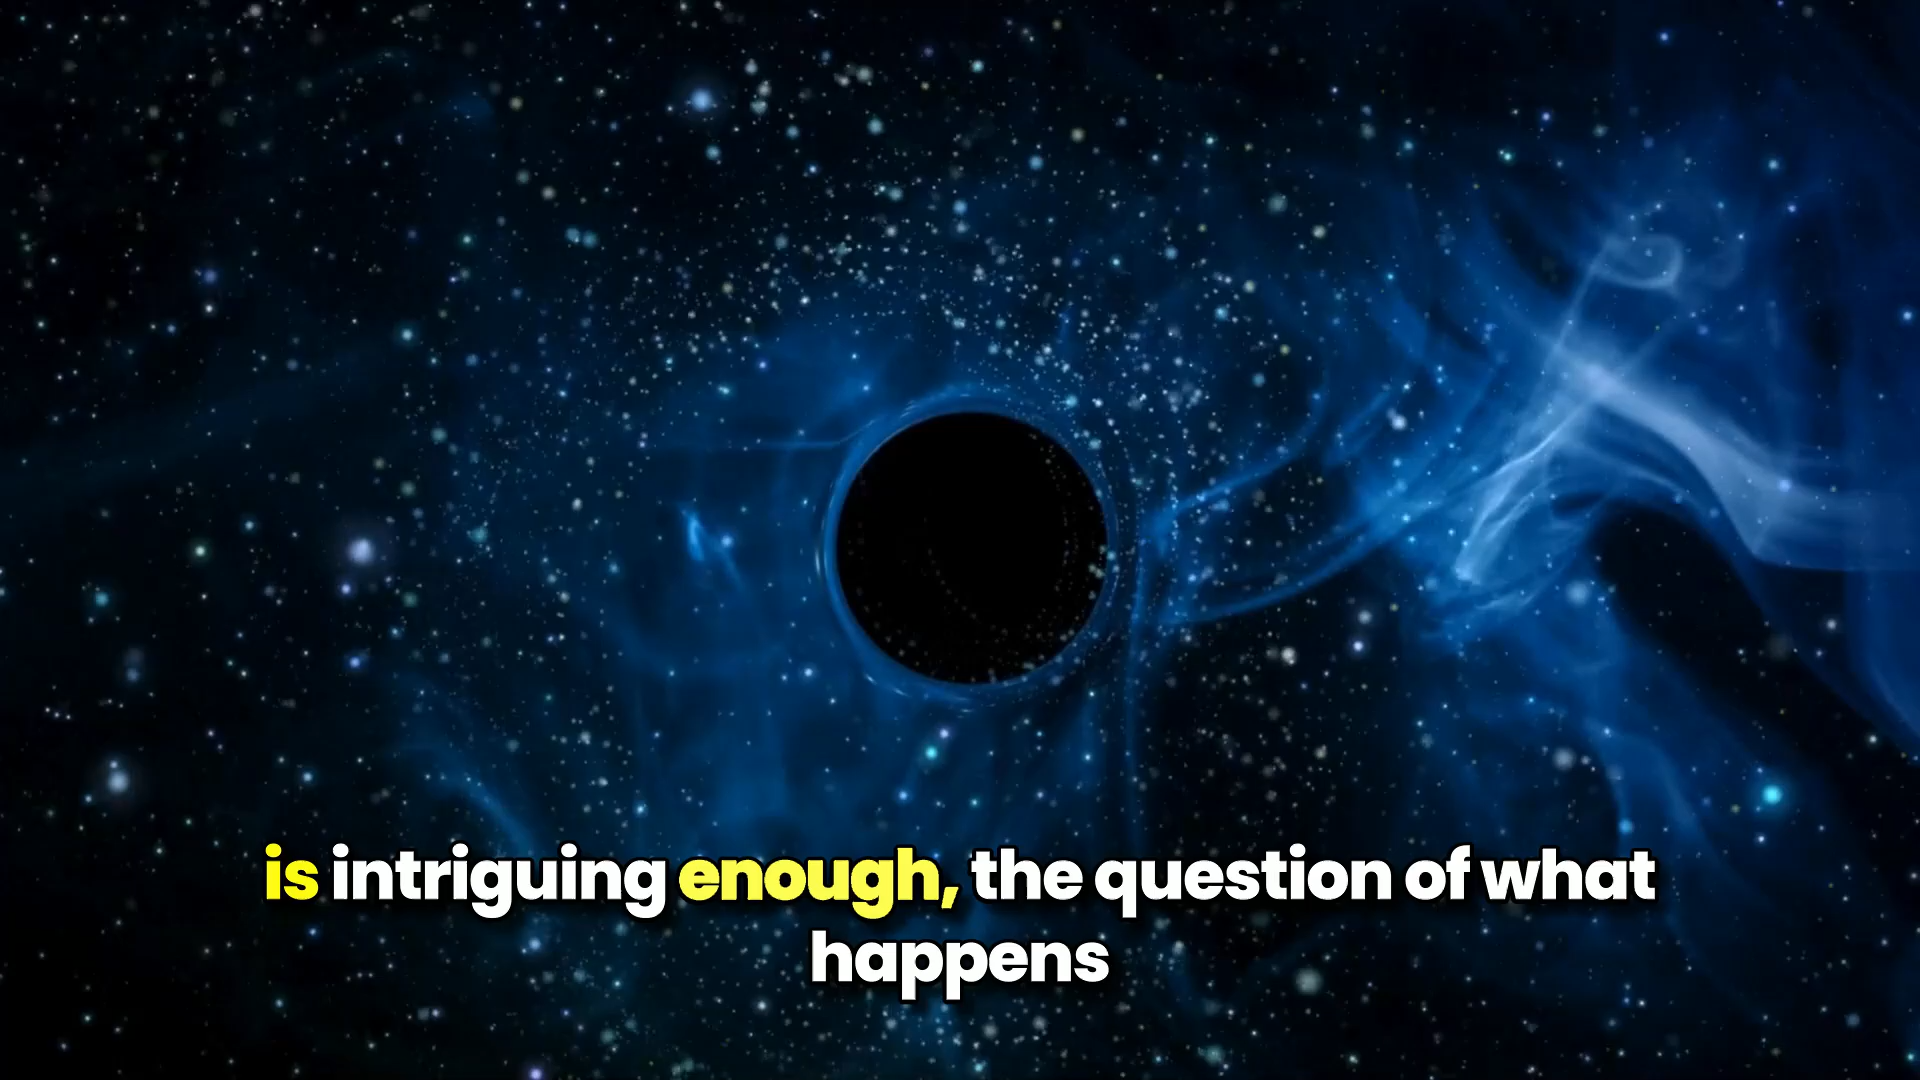 is intriguing enough, the question of what
happens